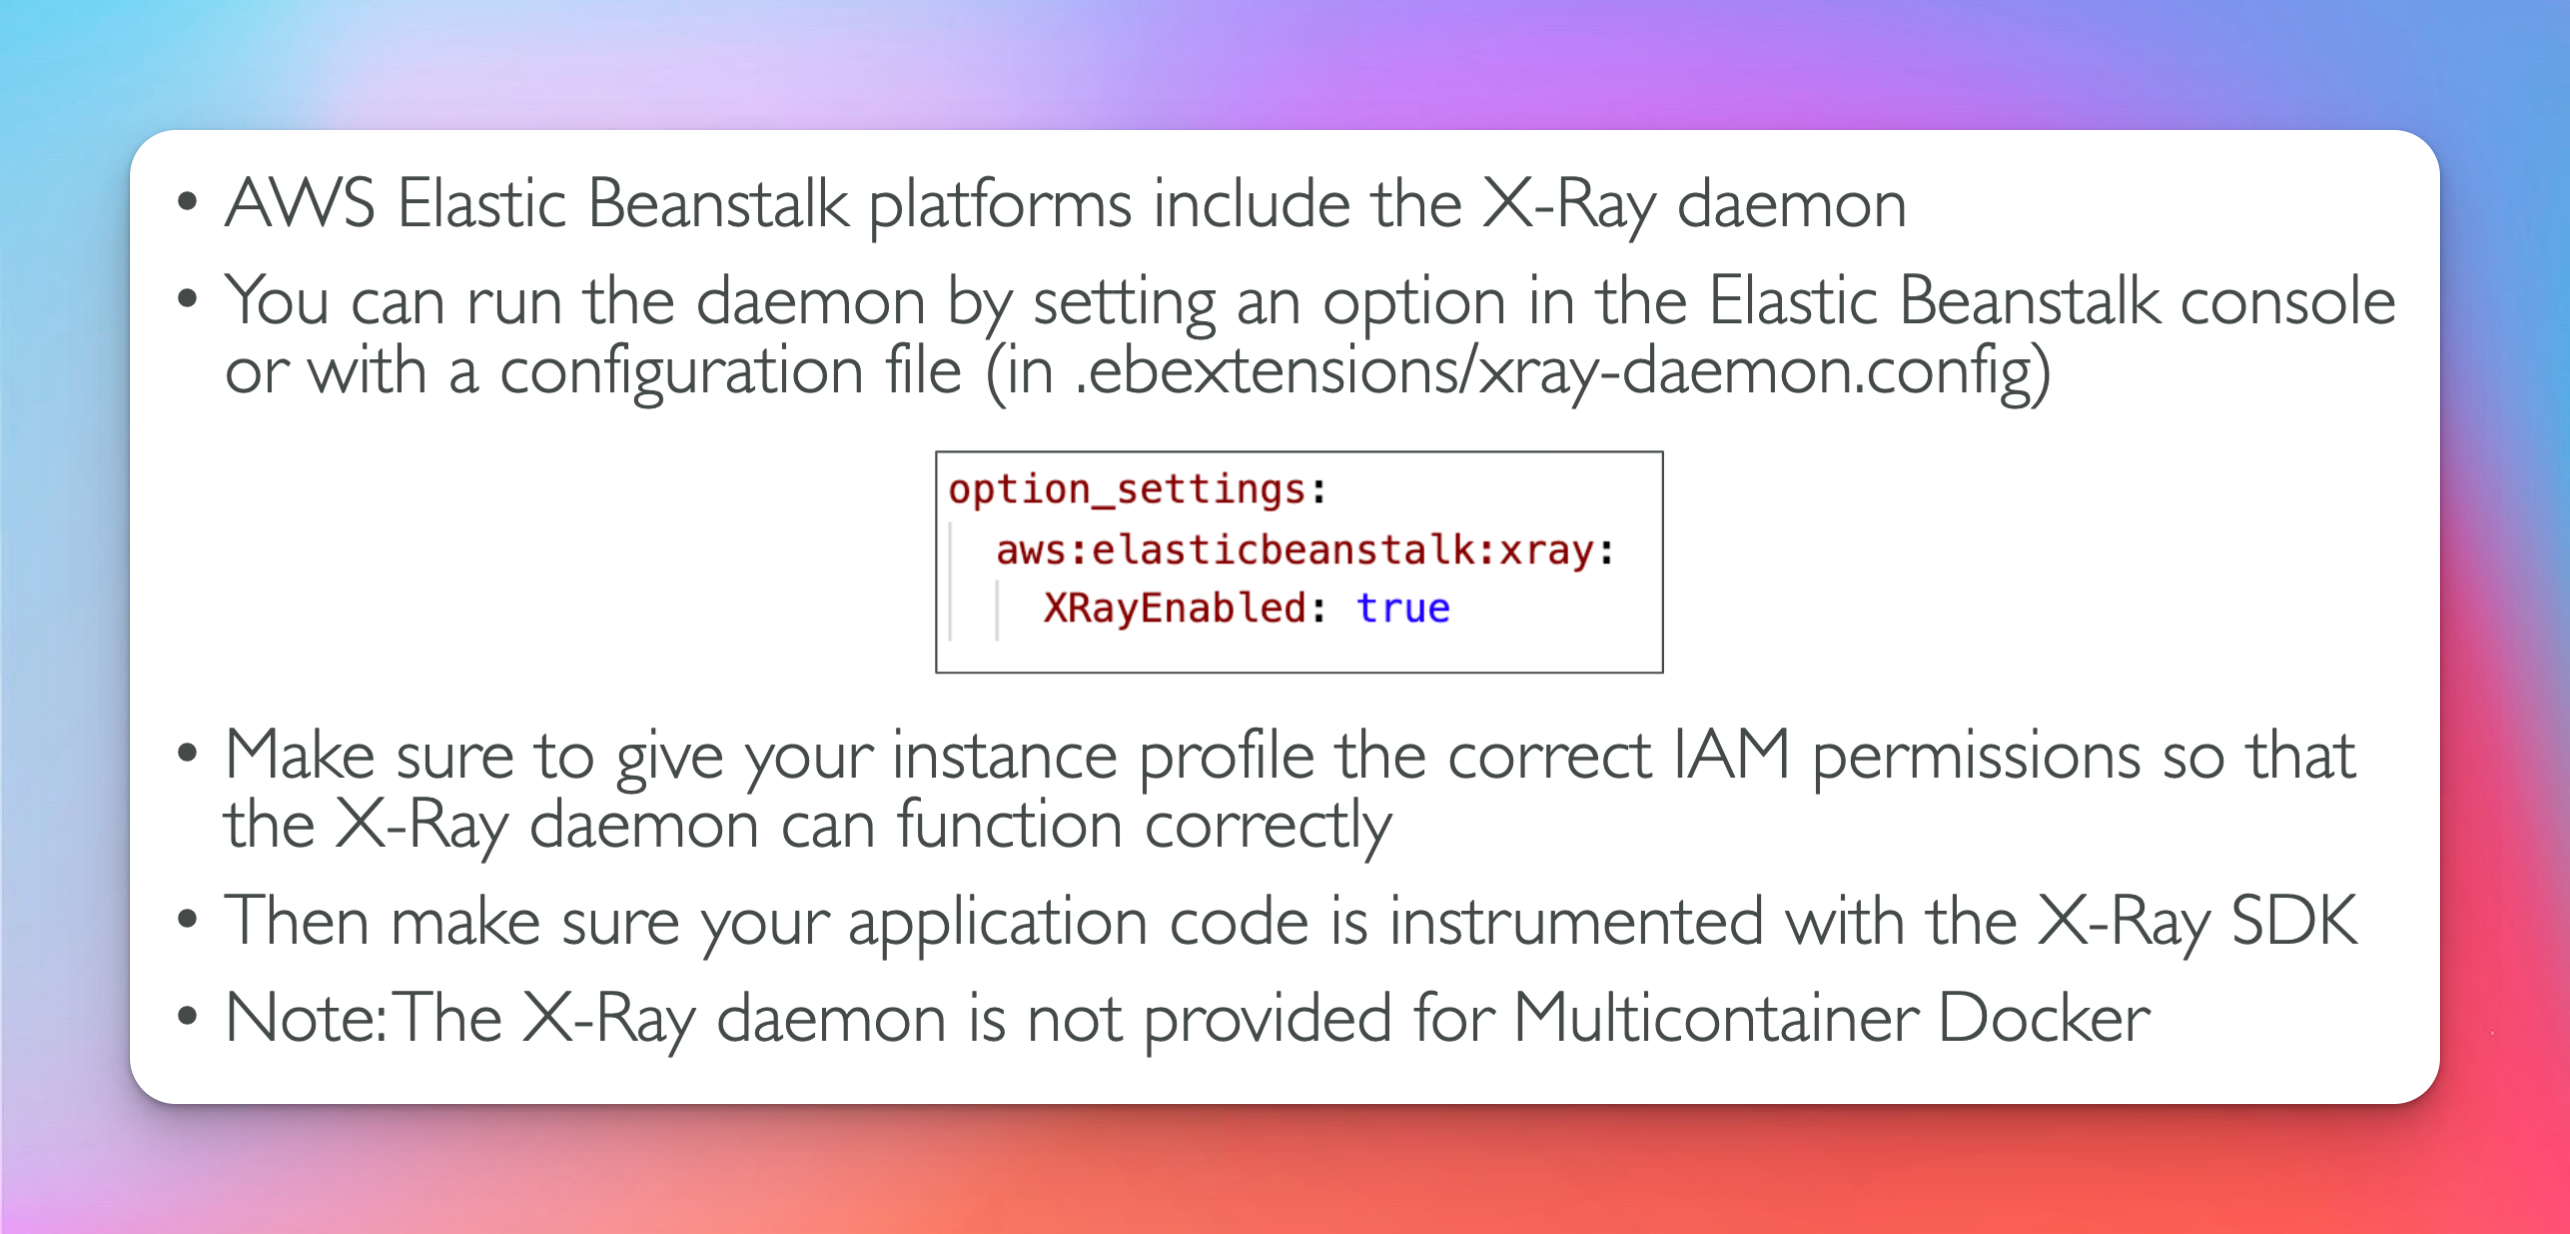 • AWS Elastic Beanstalk platforms include the X-Ray daemon
• You can run the daemon by setting an option in the Elastic Beanstalk console
or with a configuration file (in .ebextensions/xray-daemon.config)
option_settings:
  aws:elasticbeanstalk:xray:
    XRayEnabled: true
• Make sure to give your instance profile the correct IAM permissions so that
the X-Ray daemon can function correctly
• Then make sure your application code is instrumented with the X-Ray SDK
• Note: The X-Ray daemon is not provided for Multicontainer Docker